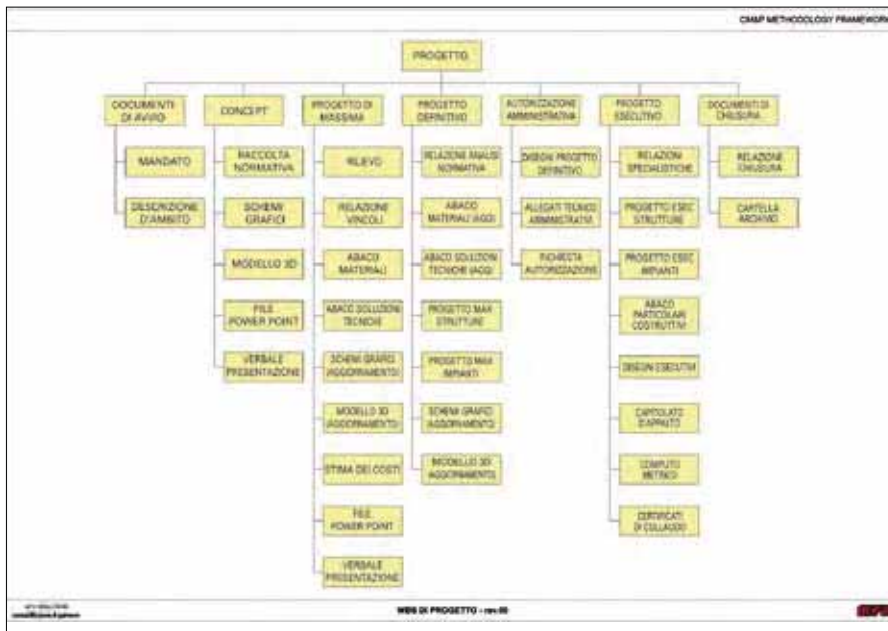 CM&P METHODOLOGY FRAMEWORK
PROGETTO
DOCUMENTI
DI AVVIO
CONCEPT
PROGETTO DI
MASSIMA
PROGETTO
DEFINITIVO
AUTORIZZAZIONE
AMMINISTRATIVA
PROGETTO
ESECUTIVO
DOCUMENTI DI
CHIUSURA
MANDATO
DESCRIZIONE
D'AMBITO
RACCOLTA
NORMATIVA
SCHEMI
GRAFICI
MODELLO 3D
FILE
POWER POINT
VERBALE
PRESENTAZIONE
RILIEVO
RELAZIONE
VINCOLI
ABACO
MATERIALI
ABACO SOLUZIONI
TECNICHE
SCHEMI GRAFICI
(AGGIORNAMENTO)
MODELLO 3D
(AGGIORNAMENTO)
STIMA DEI COSTI
FILE
POWER POINT
VERBALE
PRESENTAZIONE
RELAZIONE ANALISI
NORMATIVA
ABACO
MATERIALI (AGG)
ABACO SOLUZIONI
TECNICHE (AGG)
PROGETTO MAX
STRUTTURE
PROGETTO MAX
IMPIANTI
SCHEMI GRAFICI
(AGGIORNAMENTO)
MODELLO 3D
(AGGIORNAMENTO)
DISEGNI PROGETTO
DEFINITIVO
ALLEGATI TECNICO
AMMINISTRATIVI
RICHIESTA
AUTORIZZAZIONE
RELAZIONI
SPECIALISTICHE
PROGETTO ESEC
STRUTTURE
PROGETTO ESEC
IMPIANTI
ABACO
PARTICOLARI
COSTRUTTIVI
DISEGNI ESECUTIVI
CAPITOLATO
D'APPALTO
COMPUTO
METRICO
CERTIFICATI
DI COLLAUDO
RELAZIONE
CHIUSURA
CARTELLA
ARCHIVIO
WBS DI PROGETTO - rev.00